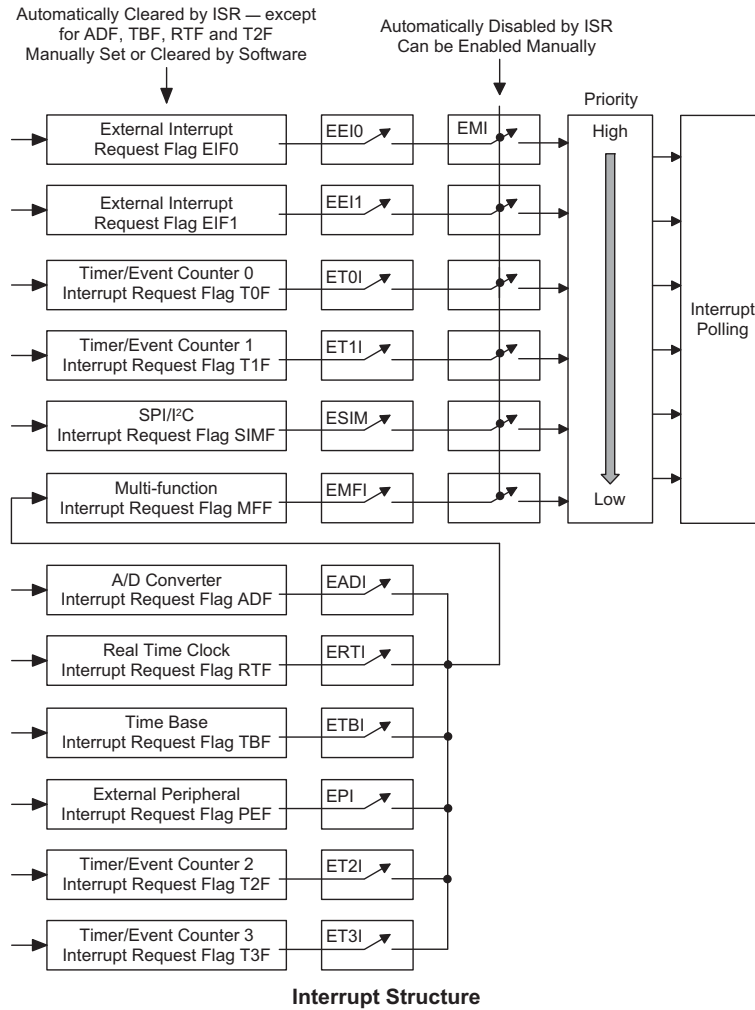 Automatically Cleared by ISR — except
for ADF, TBF, RTF and T2F
Manually Set or Cleared by Software
Automatically Disabled by ISR
Can be Enabled Manually
Priority
External Interrupt
Request Flag EIF0
EEI0
EMI
High
External Interrupt
Request Flag EIF1
EEI1
Timer/Event Counter 0
Interrupt Request Flag T0F
ET0I
Interrupt
Polling
Timer/Event Counter 1
Interrupt Request Flag T1F
ET1I
SPI/I²C
Interrupt Request Flag SIMF
ESIM
Multi-function
Interrupt Request Flag MFF
EMFI
Low
A/D Converter
Interrupt Request Flag ADF
EADI
Real Time Clock
Interrupt Request Flag RTF
ERTI
Time Base
Interrupt Request Flag TBF
ETBI
External Peripheral
Interrupt Request Flag PEF
EPI
Timer/Event Counter 2
Interrupt Request Flag T2F
ET2I
Timer/Event Counter 3
Interrupt Request Flag T3F
ET3I
Interrupt Structure